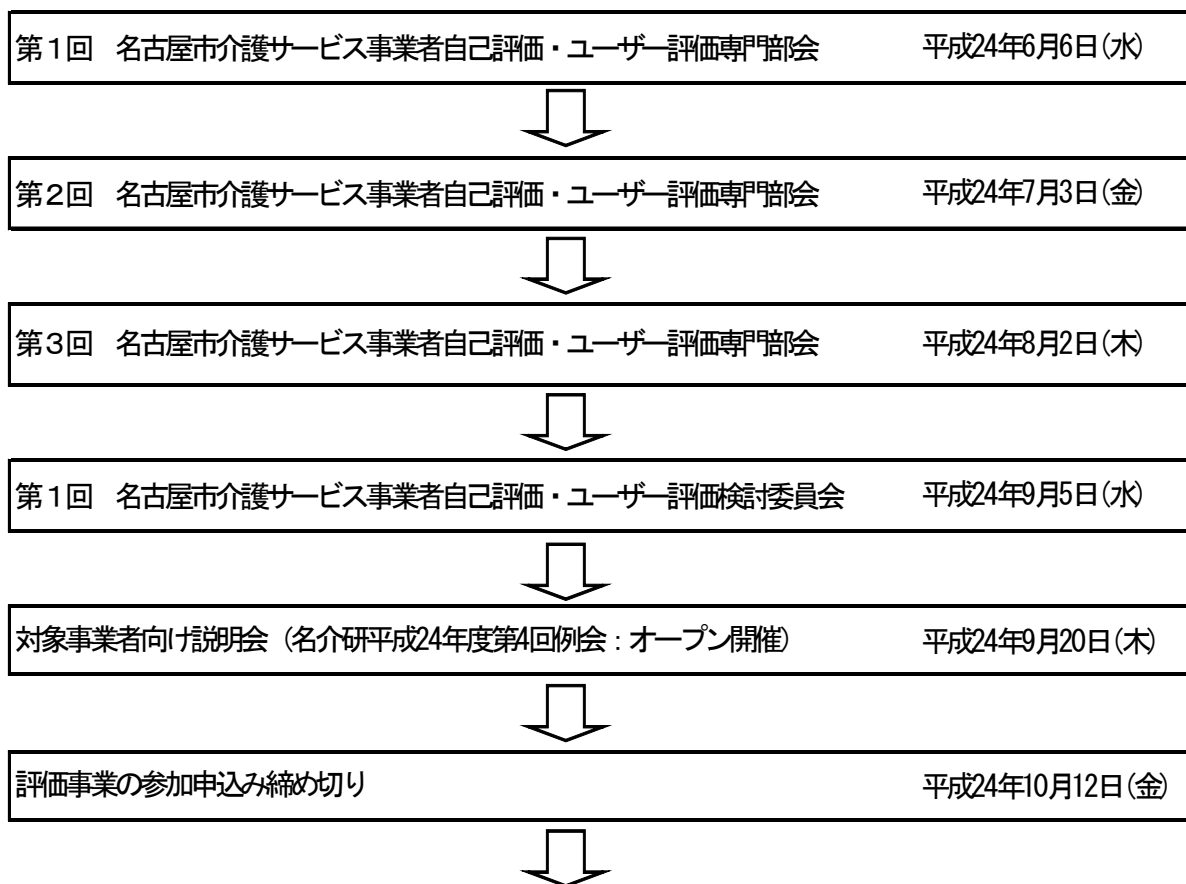 第1回　名古屋市介護サービス事業者自己評価・ユーザー評価専門部会　平成24年6月6日(水)
第2回　名古屋市介護サービス事業者自己評価・ユーザー評価専門部会　平成24年7月3日(金)
第3回　名古屋市介護サービス事業者自己評価・ユーザー評価専門部会　平成24年8月2日(木)
第1回　名古屋市介護サービス事業者自己評価・ユーザー評価検討委員会　平成24年9月5日(水)
対象事業者向け説明会（名介研平成24年度第4回例会：オープン開催）　平成24年9月20日(木)
評価事業の参加申込み締め切り　平成24年10月12日(金)